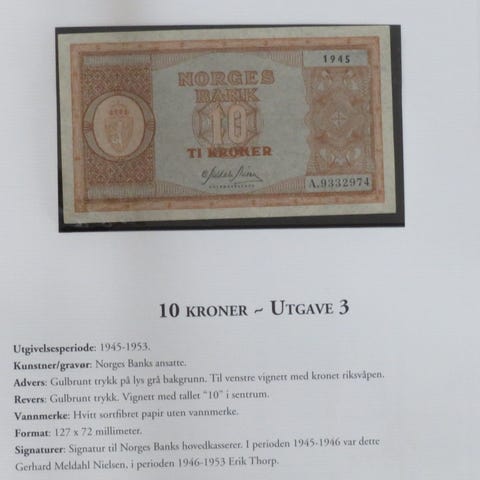 1945
NORGES
BANK
10
TI KRONER
A.9332974
10 KRONER ~ UTGAVE 3
Utgivelsesperiode: 1945-1953.
Kunstner/gravør: Norges Banks ansatte.
Advers: Gulbrunt trykk på lys grå bakgrunn. Til venstre vignett med kronet riksvåpen.
Revers: Gulbrunt trykk. Vignett med tallet "10" i sentrum.
Vannmerke: Hvitt sortfibret papir uten vannmerke.
Format: 127 x 72 millimeter.
Signaturer: Signatur til Norges Banks hovedkasserer. I perioden 1945-1946 var dette
Gerhard Meldahl Nielsen, i perioden 1946-1953 Erik Thorp.